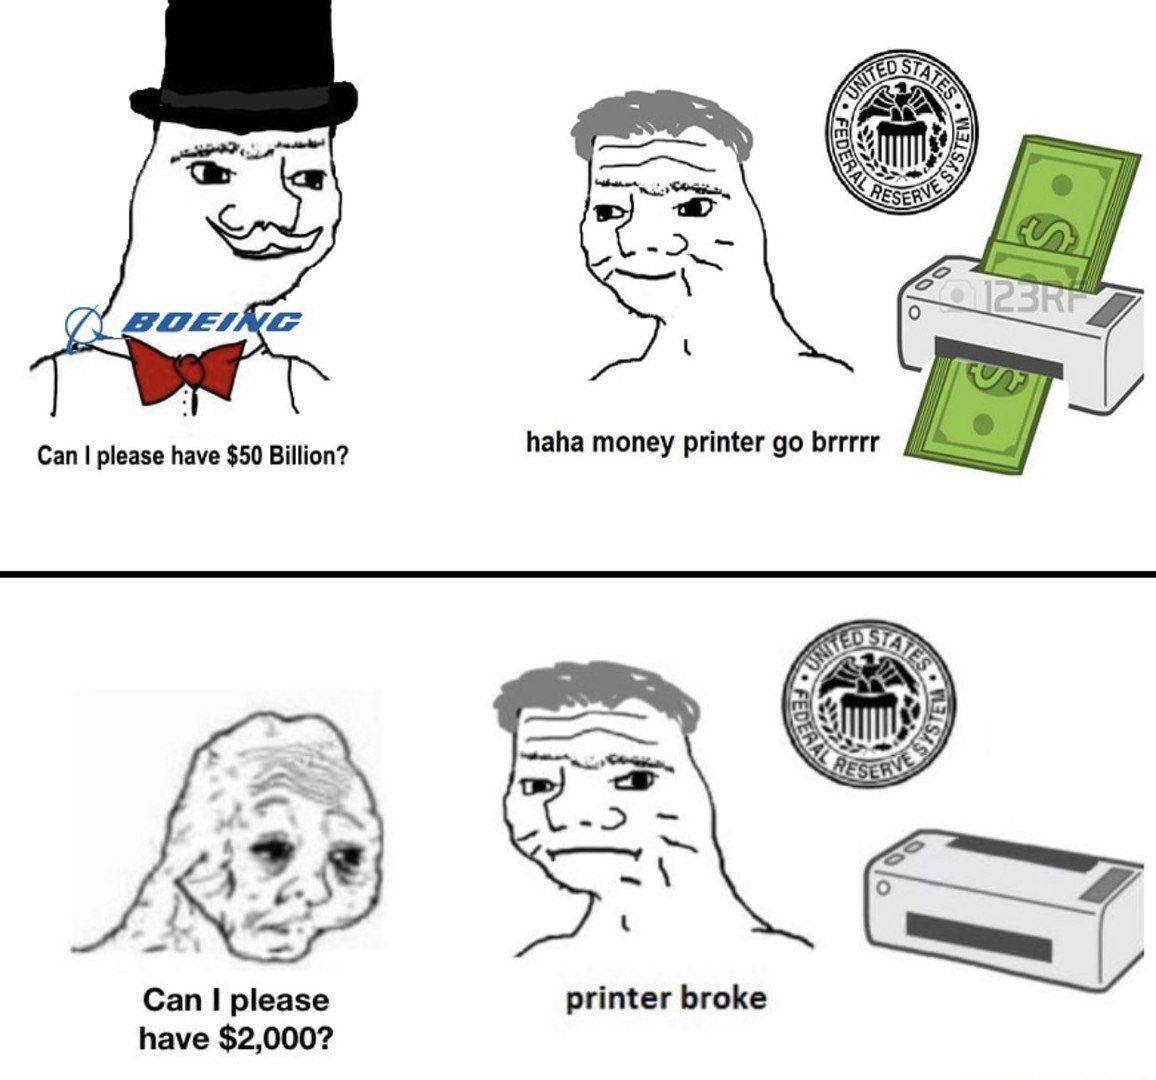 UNITED STATES
FEDERAL RESERVE SYSTEM
123RF
BOEING
Can I please have $50 Billion?
haha money printer go brrrrr
UNITED STATES
FEDERAL RESERVE SYSTEM
Can I please
have $2,000?
printer broke